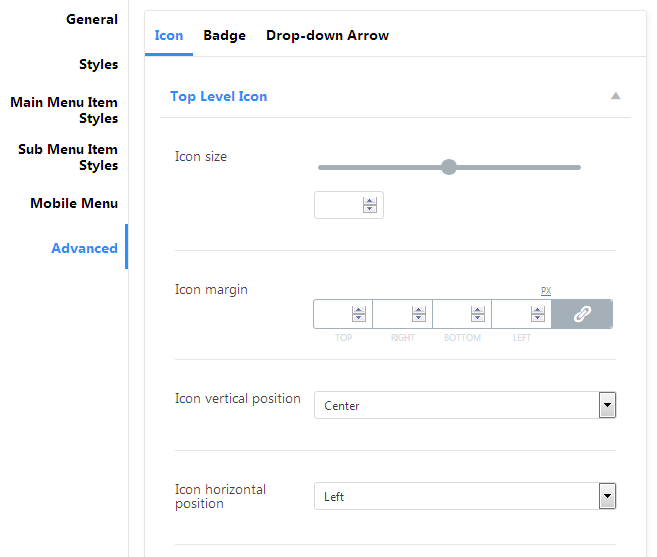 General
Styles
Main Menu Item
Styles
Sub Menu Item
Styles
Mobile Menu
Advanced
Icon
Badge
Drop-down Arrow
Top Level Icon
Icon size
Icon margin
PX
TOP
RIGHT
BOTTOM
LEFT
Icon vertical position
Center
Icon horizontal
position
Left